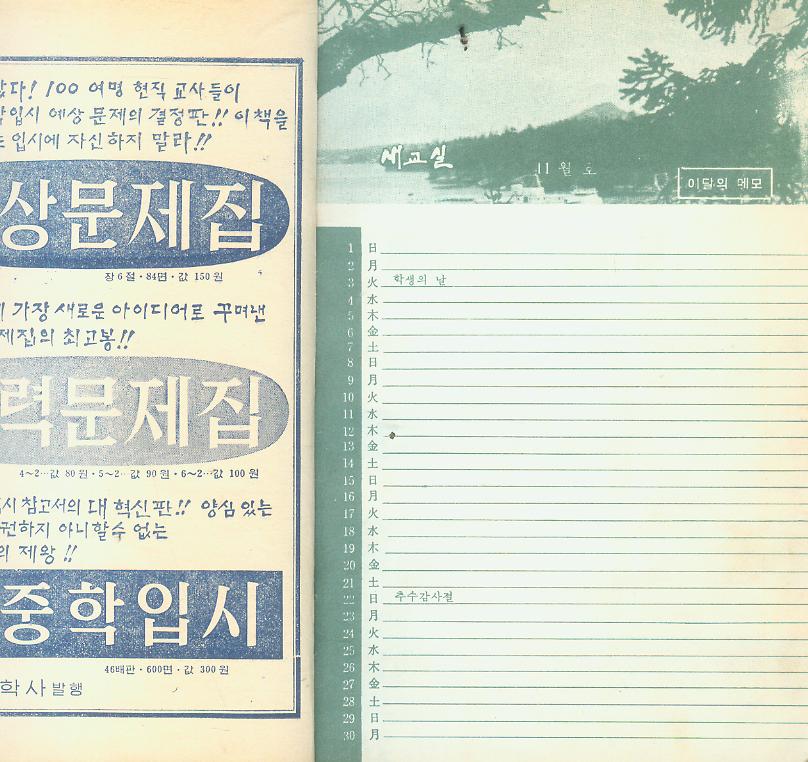 다! 100 여명 현직 교사들이
입시 예상 문제의 결정판!! 이 책을
입시에 자신하지 말라!!
상문제집
장 6 절 · 84면 · 값 150 원
가장 새로운 아이디어로 꾸며낸
제집의 최고봉!!
력문제집
4~2…값 80 원 · 5~2…값 90 원 · 6~2…값 100 원
시 참고서의 대 혁신판!! 양심 있는
권하지 아니할 수 없는
의 제왕!!
중학입시
46배판 · 600면 · 값 300 원
학사 발행
새교실
11 월 호
이달의 메모
1 日
2 月
3 火 학생의 날
4 水
5 木
6 金
7 土
8 日
9 月
10 火
11 水
12 木
13 金
14 土
15 日
16 月
17 火
18 水
19 木
20 金
21 土
22 日 추수감사절
23 月
24 火
25 水
26 木
27 金
28 土
29 日
30 月